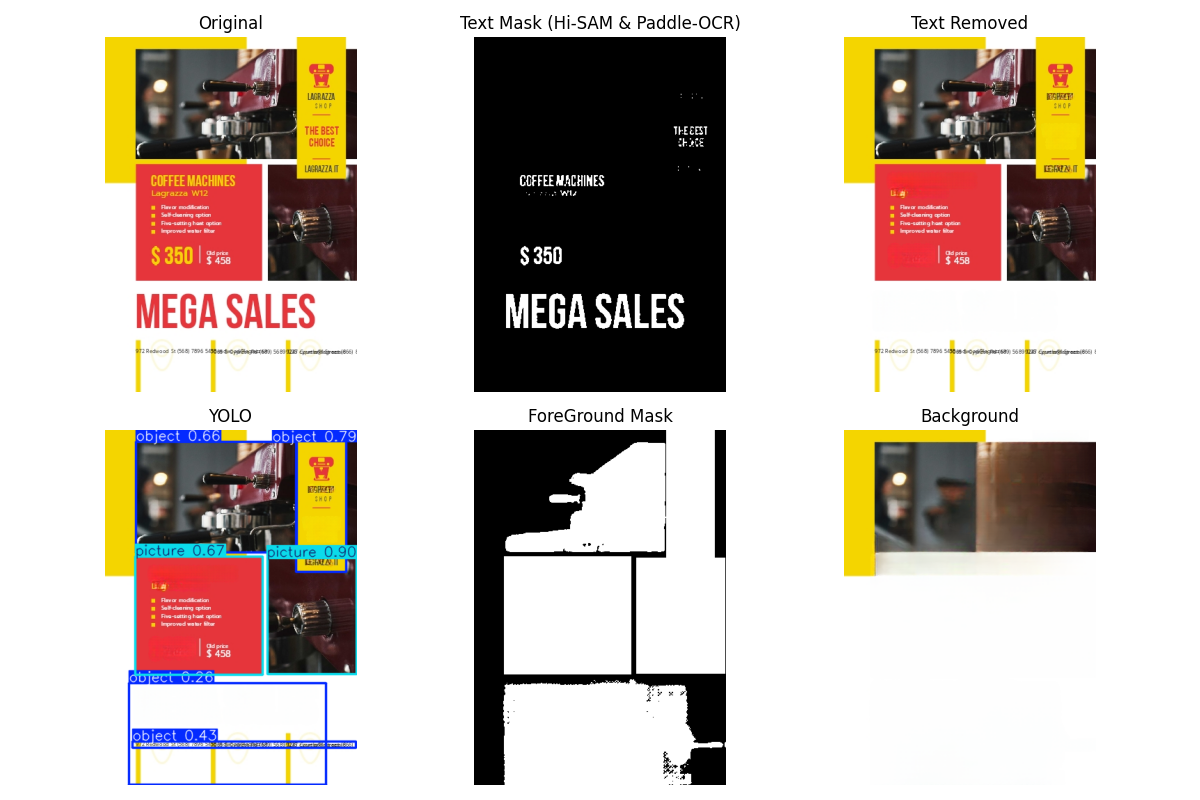 Original
LAGRAZZA
SHOP
THE BEST
CHOICE
LAGRAZZA.IT
COFFEE MACHINES
Lagrazza W12
Flavor modification
Self-cleaning option
Five-setting heat option
Improved water filter
$ 350
Old price
$ 458
MEGA SALES
972 Redwood St (568) 7896
Text Mask (Hi-SAM & Paddle-OCR)
THE BEST
CHOICE
COFFEE MACHINES
W12
$ 350
MEGA SALES
Text Removed
SHOP
Flavor modification
Self-cleaning option
Five-setting heat option
Improved water filter
Old price
$ 458
972 Redwood St (568) 7896
YOLO
object 0.66
object 0.79
SHOP
picture 0.67
picture 0.90
Flavor modification
Self-cleaning option
Five-setting heat option
Improved water filter
Old price
$ 458
object 0.26
object 0.43
ForeGround Mask
Background